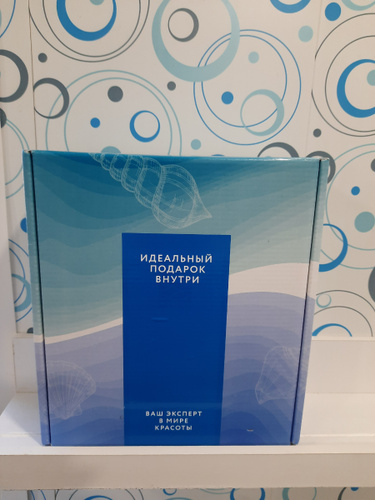 ИДЕАЛЬНЫЙ
ПОДАРОК
ВНУТРИ
ВАШ ЭКСПЕРТ
В МИРЕ
КРАСОТЫ